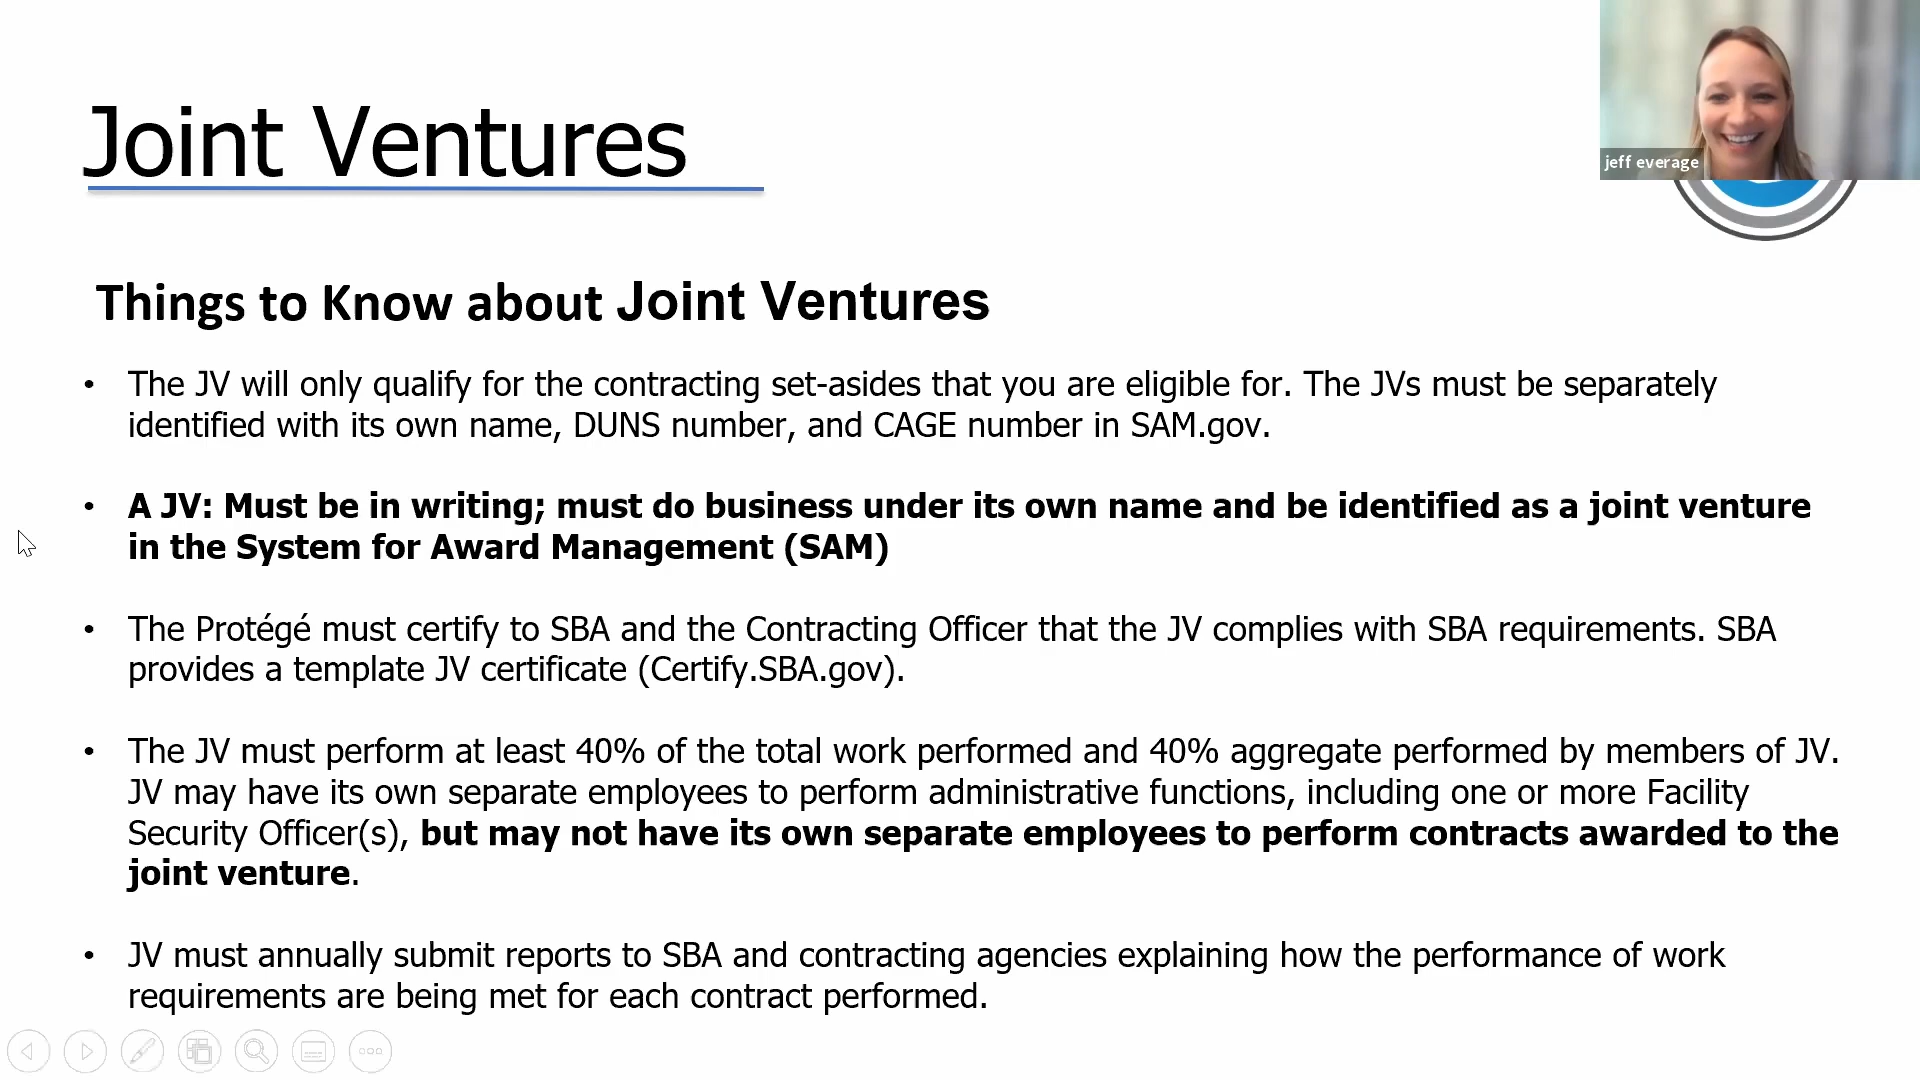 Joint Ventures
jeff everage
Things to Know about Joint Ventures
• The JV will only qualify for the contracting set-asides that you are eligible for. The JVs must be separately
identified with its own name, DUNS number, and CAGE number in SAM.gov.
• A JV: Must be in writing; must do business under its own name and be identified as a joint venture
in the System for Award Management (SAM)
• The Protégé must certify to SBA and the Contracting Officer that the JV complies with SBA requirements. SBA
provides a template JV certificate (Certify.SBA.gov).
• The JV must perform at least 40% of the total work performed and 40% aggregate performed by members of JV.
JV may have its own separate employees to perform administrative functions, including one or more Facility
Security Officer(s), but may not have its own separate employees to perform contracts awarded to the
joint venture.
• JV must annually submit reports to SBA and contracting agencies explaining how the performance of work
requirements are being met for each contract performed.